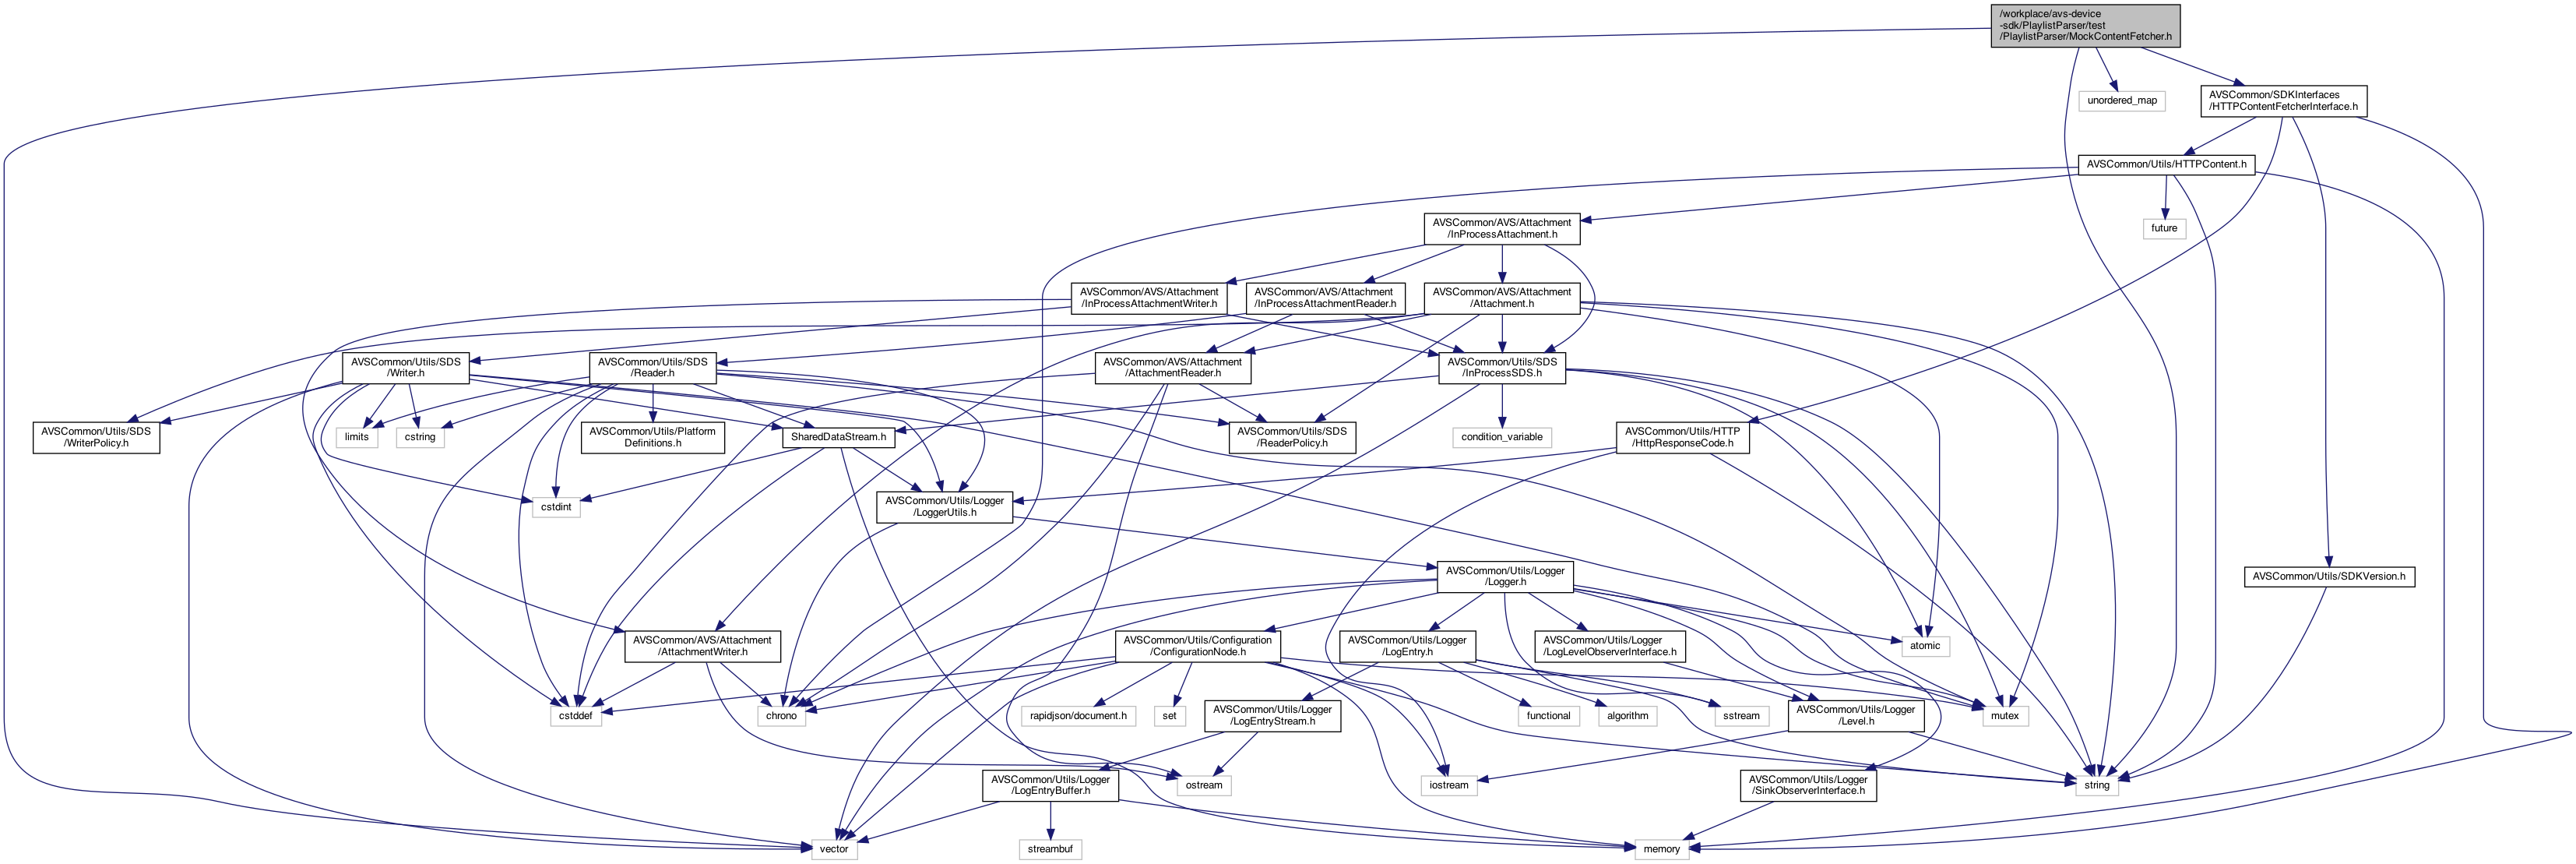 /workplace/avs-device
-sdk/PlaylistParser/test
/PlaylistParser/MockContentFetcher.h
unordered_map
AVSCommon/SDKInterfaces
/HTTPContentFetcherInterface.h
AVSCommon/Utils/HTTPContent.h
AVSCommon/AVS/Attachment
/InProcessAttachment.h
future
AVSCommon/AVS/Attachment
/InProcessAttachmentWriter.h
AVSCommon/AVS/Attachment
/InProcessAttachmentReader.h
AVSCommon/AVS/Attachment
/Attachment.h
AVSCommon/Utils/SDS
/Writer.h
AVSCommon/Utils/SDS
/Reader.h
AVSCommon/AVS/Attachment
/AttachmentReader.h
AVSCommon/Utils/SDS
/InProcessSDS.h
AVSCommon/Utils/SDS
/WriterPolicy.h
limits
cstring
AVSCommon/Utils/Platform
Definitions.h
SharedDataStream.h
AVSCommon/Utils/SDS
/ReaderPolicy.h
condition_variable
AVSCommon/Utils/HTTP
/HttpResponseCode.h
cstdint
AVSCommon/Utils/Logger
/LoggerUtils.h
AVSCommon/Utils/Logger
/Logger.h
AVSCommon/Utils/SDKVersion.h
AVSCommon/AVS/Attachment
/AttachmentWriter.h
AVSCommon/Utils/Configuration
/ConfigurationNode.h
AVSCommon/Utils/Logger
/LogEntry.h
AVSCommon/Utils/Logger
/LogLevelObserverInterface.h
atomic
cstddef
chrono
rapidjson/document.h
set
AVSCommon/Utils/Logger
/LogEntryStream.h
functional
algorithm
sstream
AVSCommon/Utils/Logger
/Level.h
mutex
AVSCommon/Utils/Logger
/LogEntryBuffer.h
ostream
iostream
AVSCommon/Utils/Logger
/SinkObserverInterface.h
string
vector
streambuf
memory